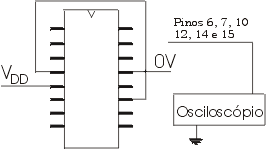 Pinos 6, 7, 10
12, 14 e 15
0V
VDD
Osciloscópio